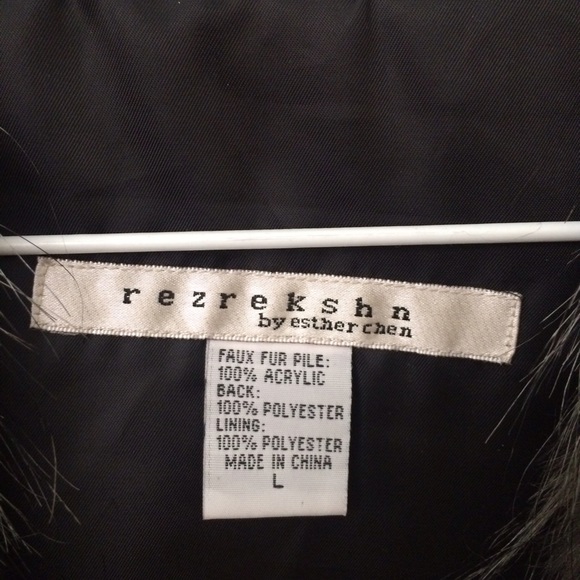 rezrekshn
by esther chen
FAUX FUR PILE:
100% ACRYLIC
BACK:
100% POLYESTER
LINING:
100% POLYESTER
MADE IN CHINA
L